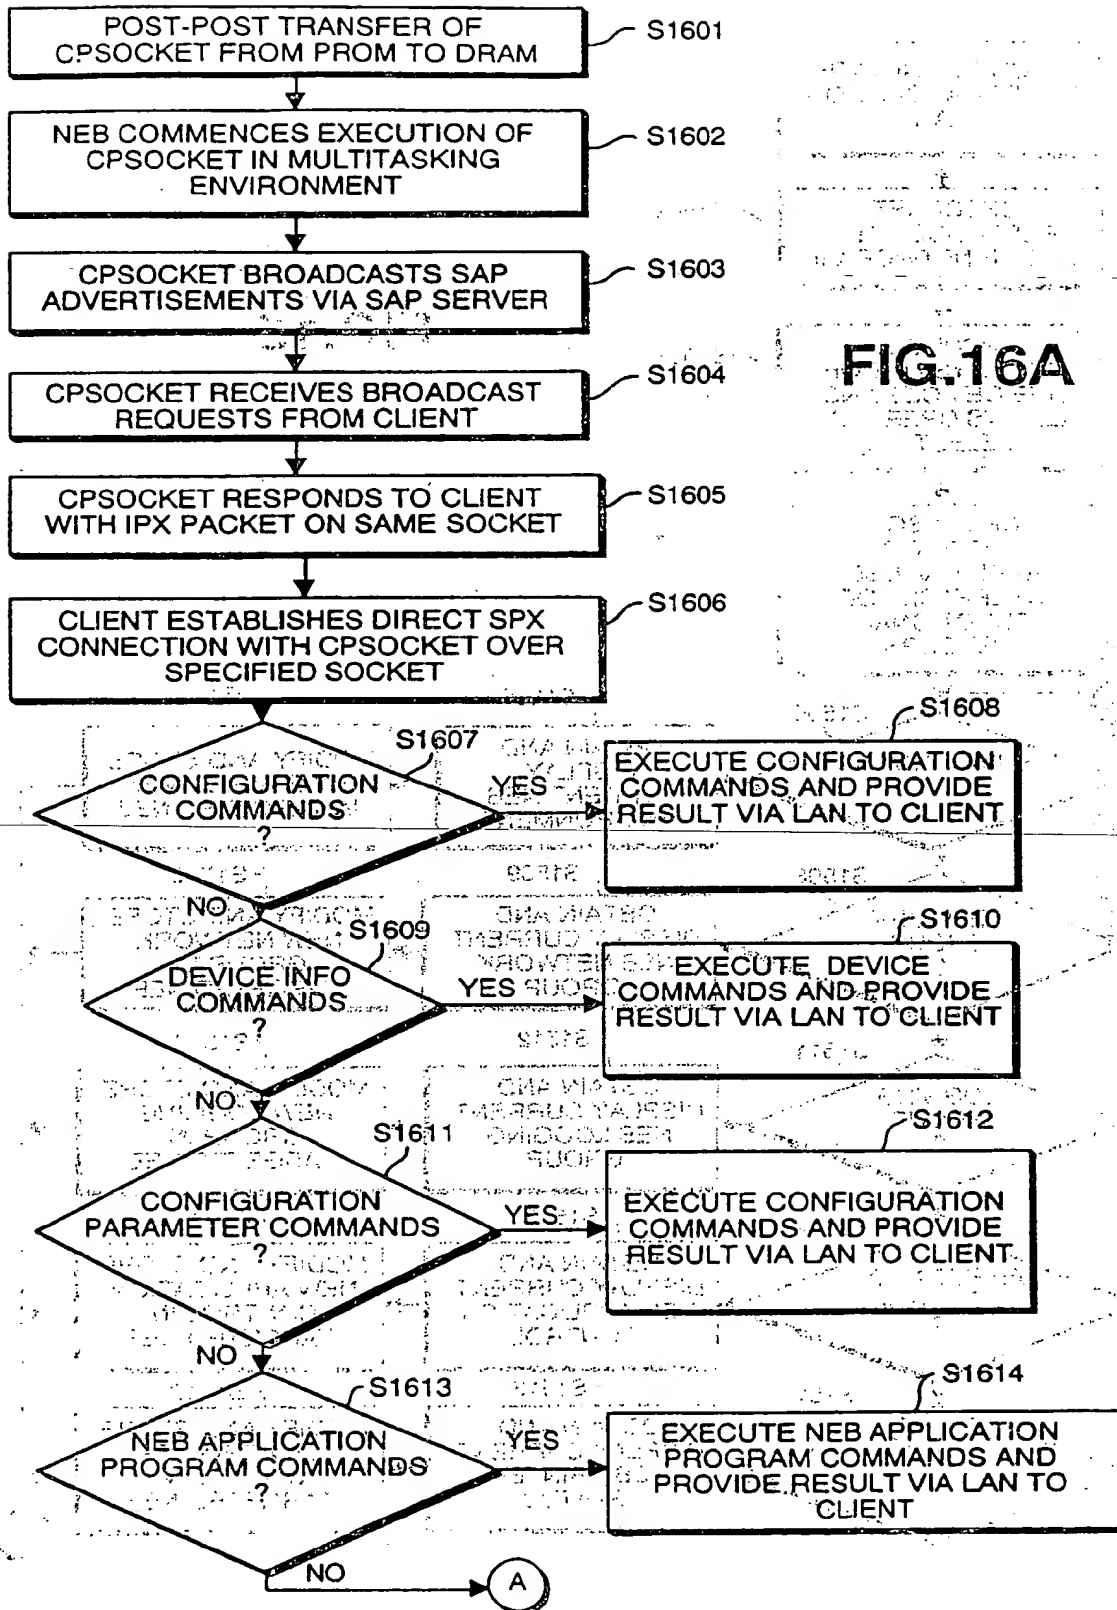 POST-POST TRANSFER OF
CPSOCKET FROM PROM TO DRAM
S1601
NEB COMMENCES EXECUTION OF
CPSOCKET IN MULTITASKING
ENVIRONMENT
S1602
CPSOCKET BROADCASTS SAP
ADVERTISEMENTS VIA SAP SERVER
S1603
FIG.16A
CPSOCKET RECEIVES BROADCAST
REQUESTS FROM CLIENT
S1604
CPSOCKET RESPONDS TO CLIENT
WITH IPX PACKET ON SAME SOCKET
S1605
CLIENT ESTABLISHES DIRECT SPX
CONNECTION WITH CPSOCKET OVER
SPECIFIED SOCKET
S1606
S1607
CONFIGURATION
COMMANDS
?
YES
S1608
EXECUTE CONFIGURATION
COMMANDS AND PROVIDE
RESULT VIA LAN TO CLIENT
NO
S1609
DEVICE INFO
COMMANDS
?
YES
S1610
EXECUTE DEVICE
COMMANDS AND PROVIDE
RESULT VIA LAN TO CLIENT
NO
S1611
CONFIGURATION
PARAMETER COMMANDS
?
YES
S1612
EXECUTE CONFIGURATION
COMMANDS AND PROVIDE
RESULT VIA LAN TO CLIENT
NO
S1613
NEB APPLICATION
PROGRAM COMMANDS
?
YES
S1614
EXECUTE NEB APPLICATION
PROGRAM COMMANDS AND
PROVIDE RESULT VIA LAN TO
CLIENT
NO
A